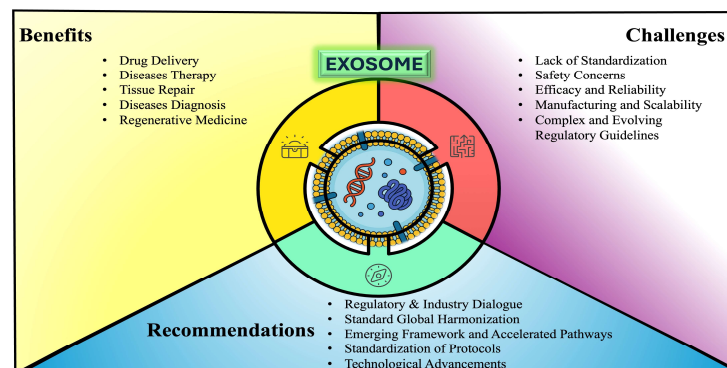 Benefits
• Drug Delivery
• Diseases Therapy
• Tissue Repair
• Diseases Diagnosis
• Regenerative Medicine
EXOSOME
Challenges
• Lack of Standardization
• Safety Concerns
• Efficacy and Reliability
• Manufacturing and Scalability
• Complex and Evolving
Regulatory Guidelines
Recommendations
• Regulatory & Industry Dialogue
• Standard Global Harmonization
• Emerging Framework and Accelerated Pathways
• Standardization of Protocols
• Technological Advancements